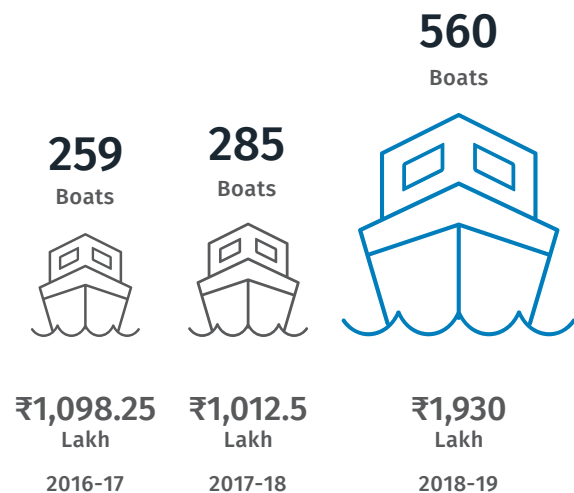 259
Boats
₹1,098.25
Lakh
2016-17
285
Boats
₹1,012.5
Lakh
2017-18
560
Boats
₹1,930
Lakh
2018-19